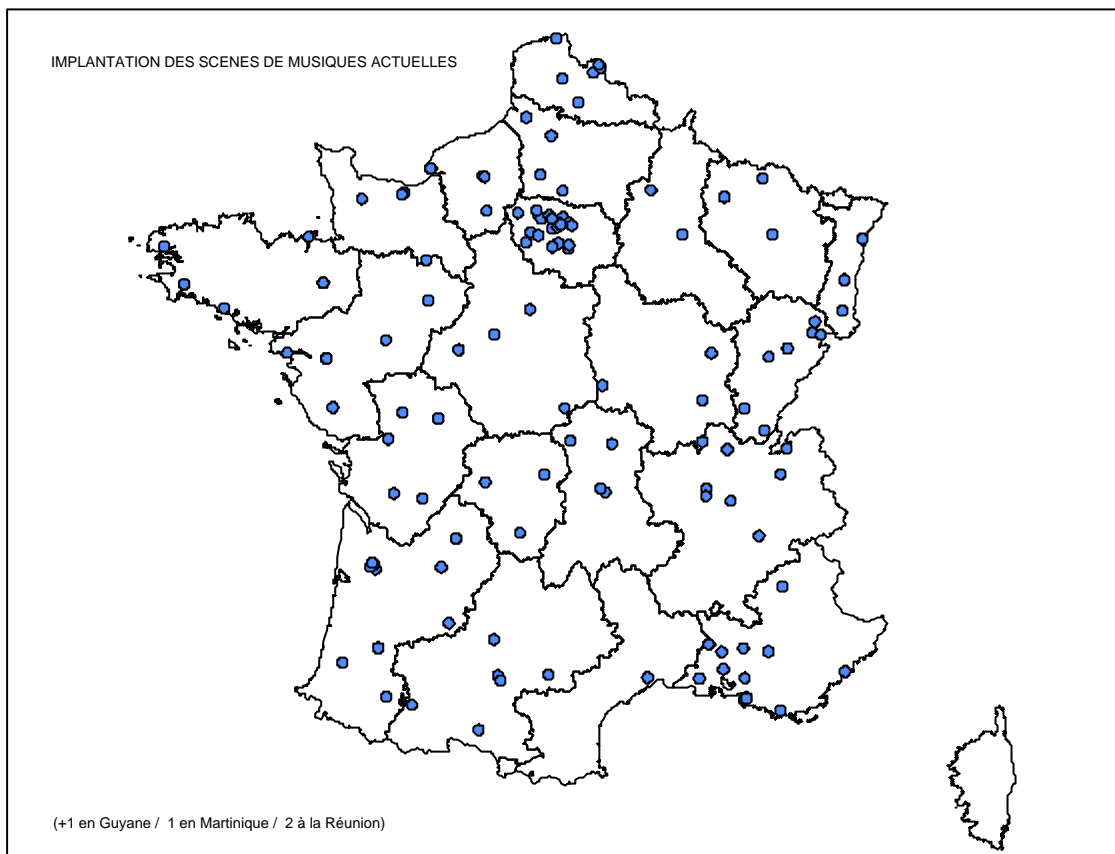 IMPLANTATION DES SCENES DE MUSIQUES ACTUELLES
(+1 en Guyane / 1 en Martinique / 2 à la Réunion)